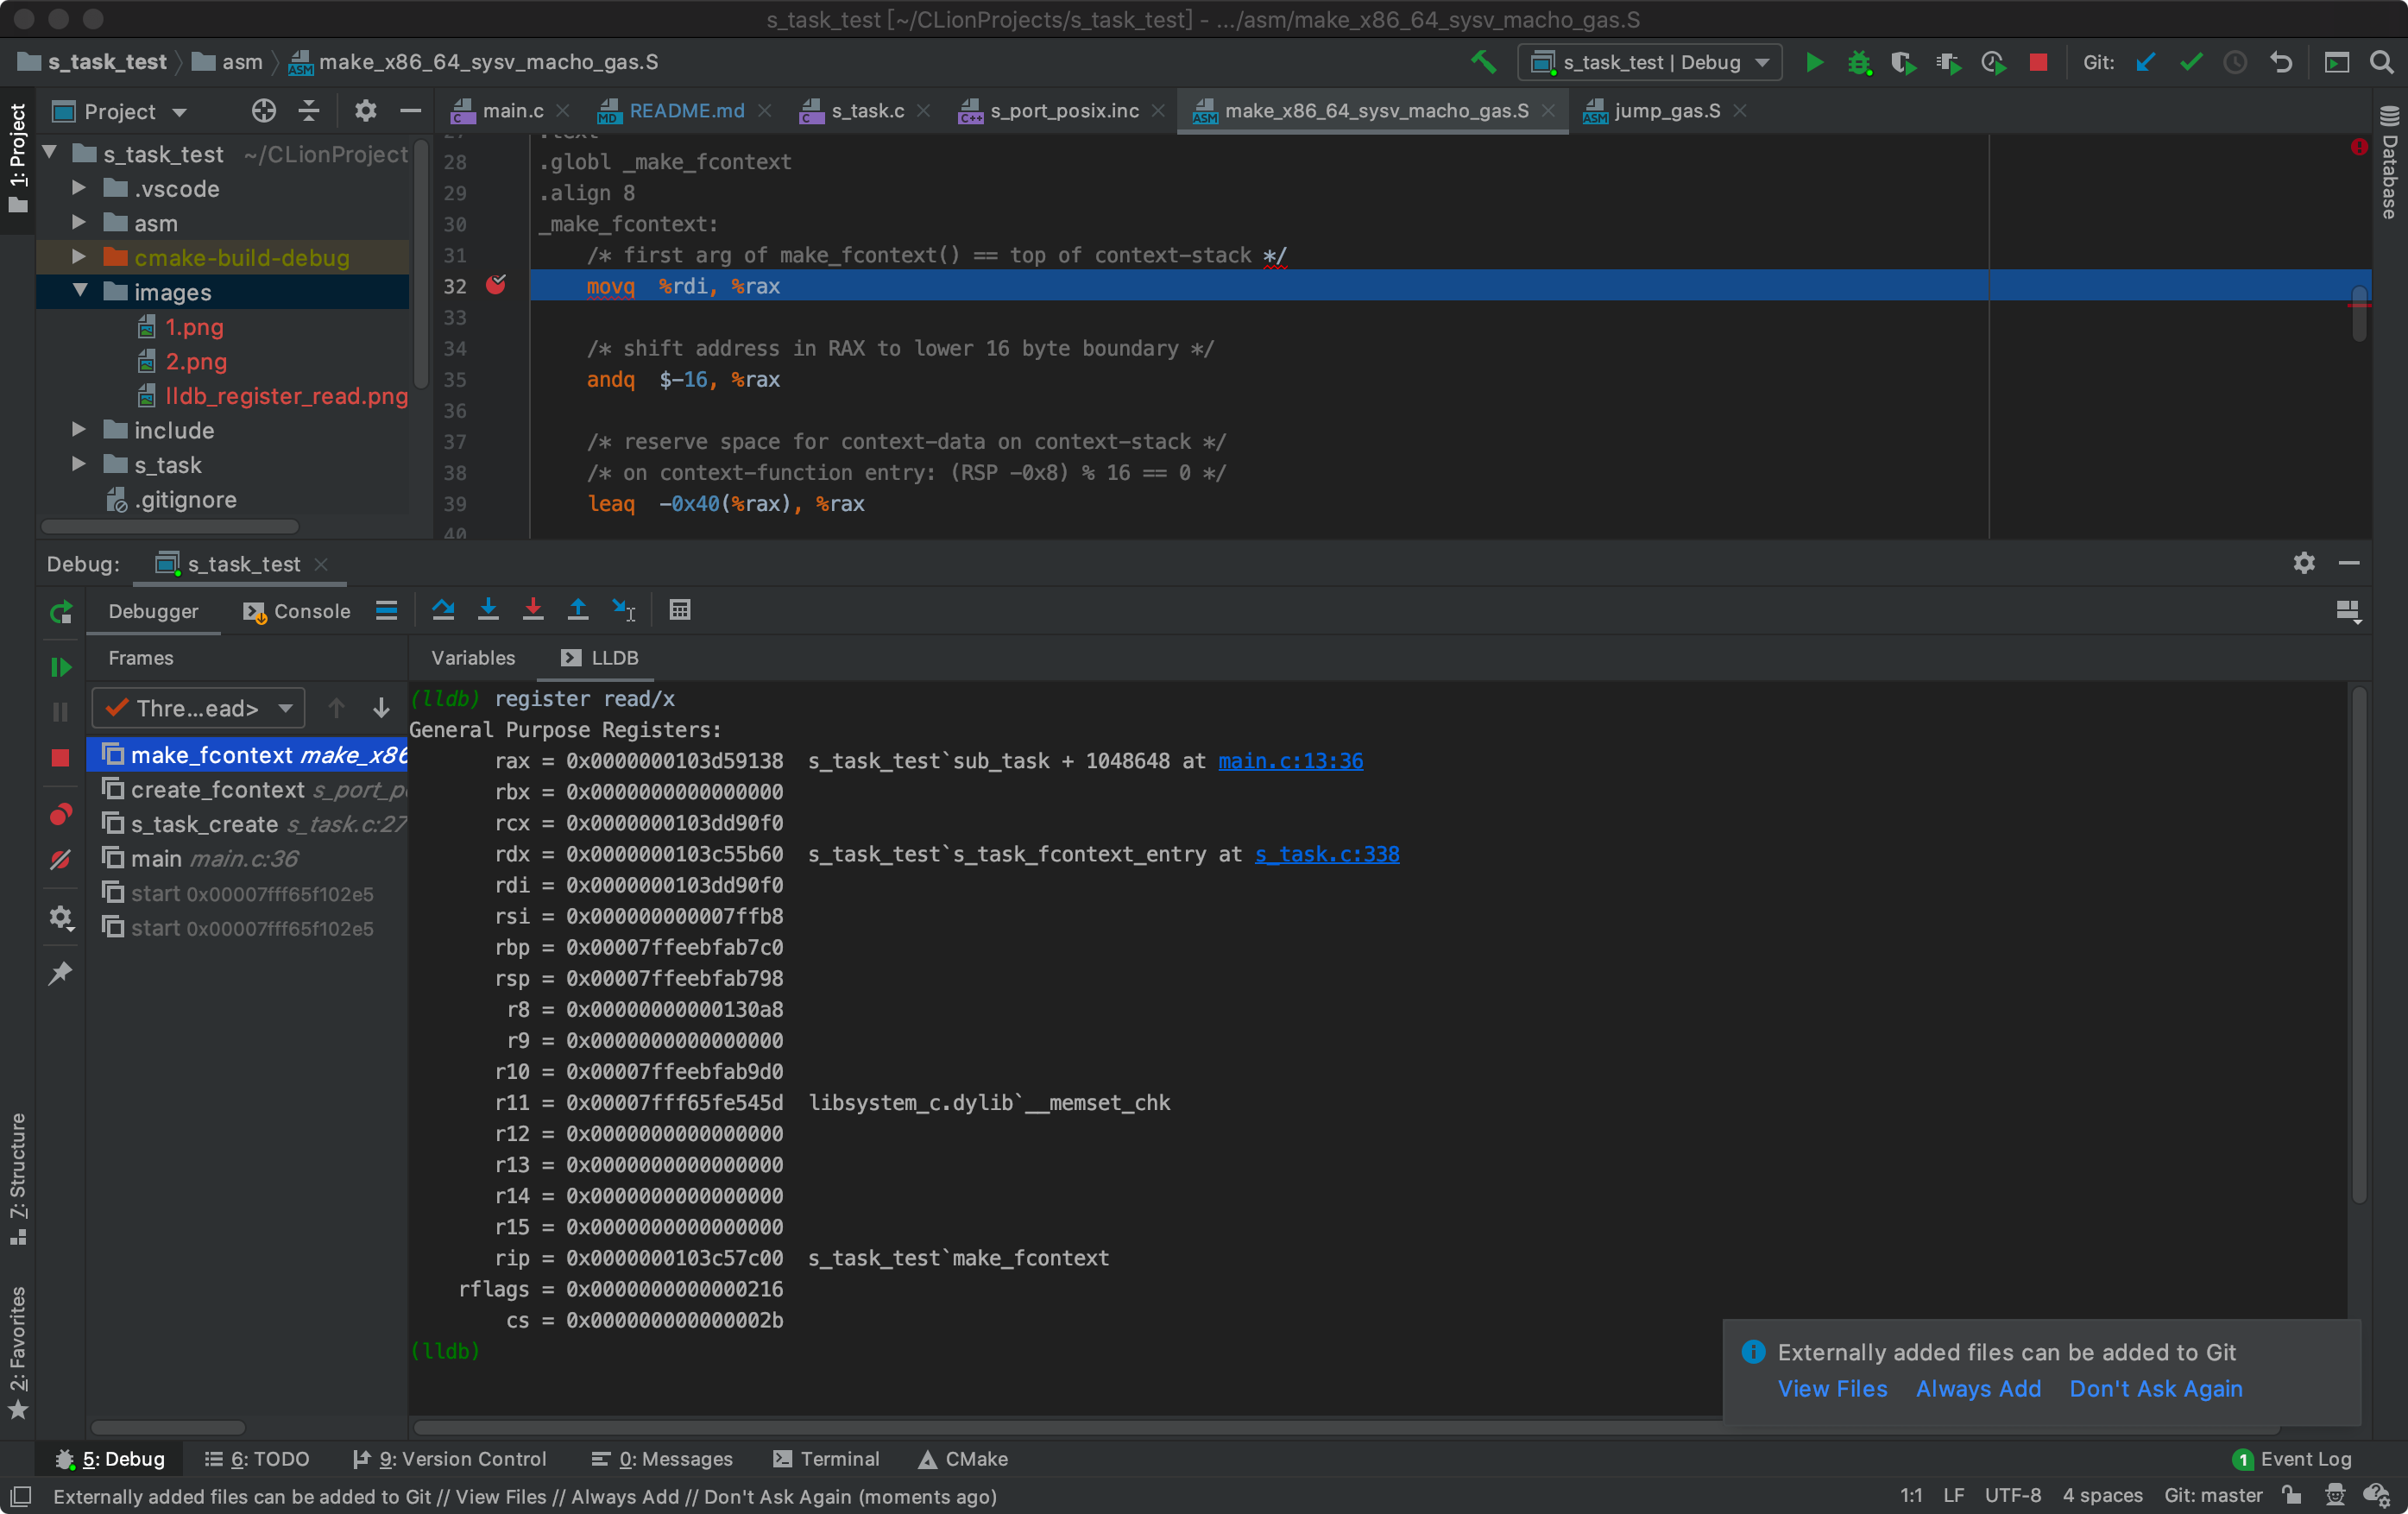 s_task_test [~/CLionProjects/s_task_test] - .../asm/make_x86_64_sysv_macho_gas.S
s_task_test asm make_x86_64_sysv_macho_gas.S
s_task_test | Debug
Git:
1: Project
Project
main.c README.md s_task.c s_port_posix.inc make_x86_64_sysv_macho_gas.S jump_gas.S
Database
s_task_test ~/CLionProject
.vscode
asm
cmake-build-debug
images
1.png
2.png
lldb_register_read.png
include
s_task
.gitignore
27 .text
28 .globl _make_fcontext
29 .align 8
30 _make_fcontext:
31 /* first arg of make_fcontext() == top of context-stack */
32 movq %rdi, %rax
33
34 /* shift address in RAX to lower 16 byte boundary */
35 andq $-16, %rax
36
37 /* reserve space for context-data on context-stack */
38 /* on context-function entry: (RSP -0x8) % 16 == 0 */
39 leaq -0x40(%rax), %rax
40
Debug: s_task_test
Debugger Console
Frames
Variables LLDB
Thre...ead>
make_fcontext make_x86
create_fcontext s_port_p
s_task_create s_task.c:27
main main.c:36
start 0x00007fff65f102e5
start 0x00007fff65f102e5
(lldb) register read/x
General Purpose Registers:
rax = 0x0000000103d59138 s_task_test`sub_task + 1048648 at main.c:13:36
rbx = 0x0000000000000000
rcx = 0x0000000103dd90f0
rdx = 0x0000000103c55b60 s_task_test`s_task_fcontext_entry at s_task.c:338
rdi = 0x0000000103dd90f0
rsi = 0x000000000007ffb8
rbp = 0x00007ffeebfab7c0
rsp = 0x00007ffeebfab798
r8 = 0x00000000000130a8
r9 = 0x0000000000000000
r10 = 0x00007ffeebfab9d0
r11 = 0x00007fff65fe545d libsystem_c.dylib`__memset_chk
r12 = 0x0000000000000000
r13 = 0x0000000000000000
r14 = 0x0000000000000000
r15 = 0x0000000000000000
rip = 0x0000000103c57c00 s_task_test`make_fcontext
rflags = 0x0000000000000216
cs = 0x000000000000002b
(lldb)
Z: Structure
2: Favorites
Externally added files can be added to Git
View Files Always Add Don't Ask Again
5: Debug 6: TODO 9: Version Control 0: Messages Terminal CMake 1 Event Log
Externally added files can be added to Git // View Files // Always Add // Don't Ask Again (moments ago) 1:1 LF UTF-8 4 spaces Git: master